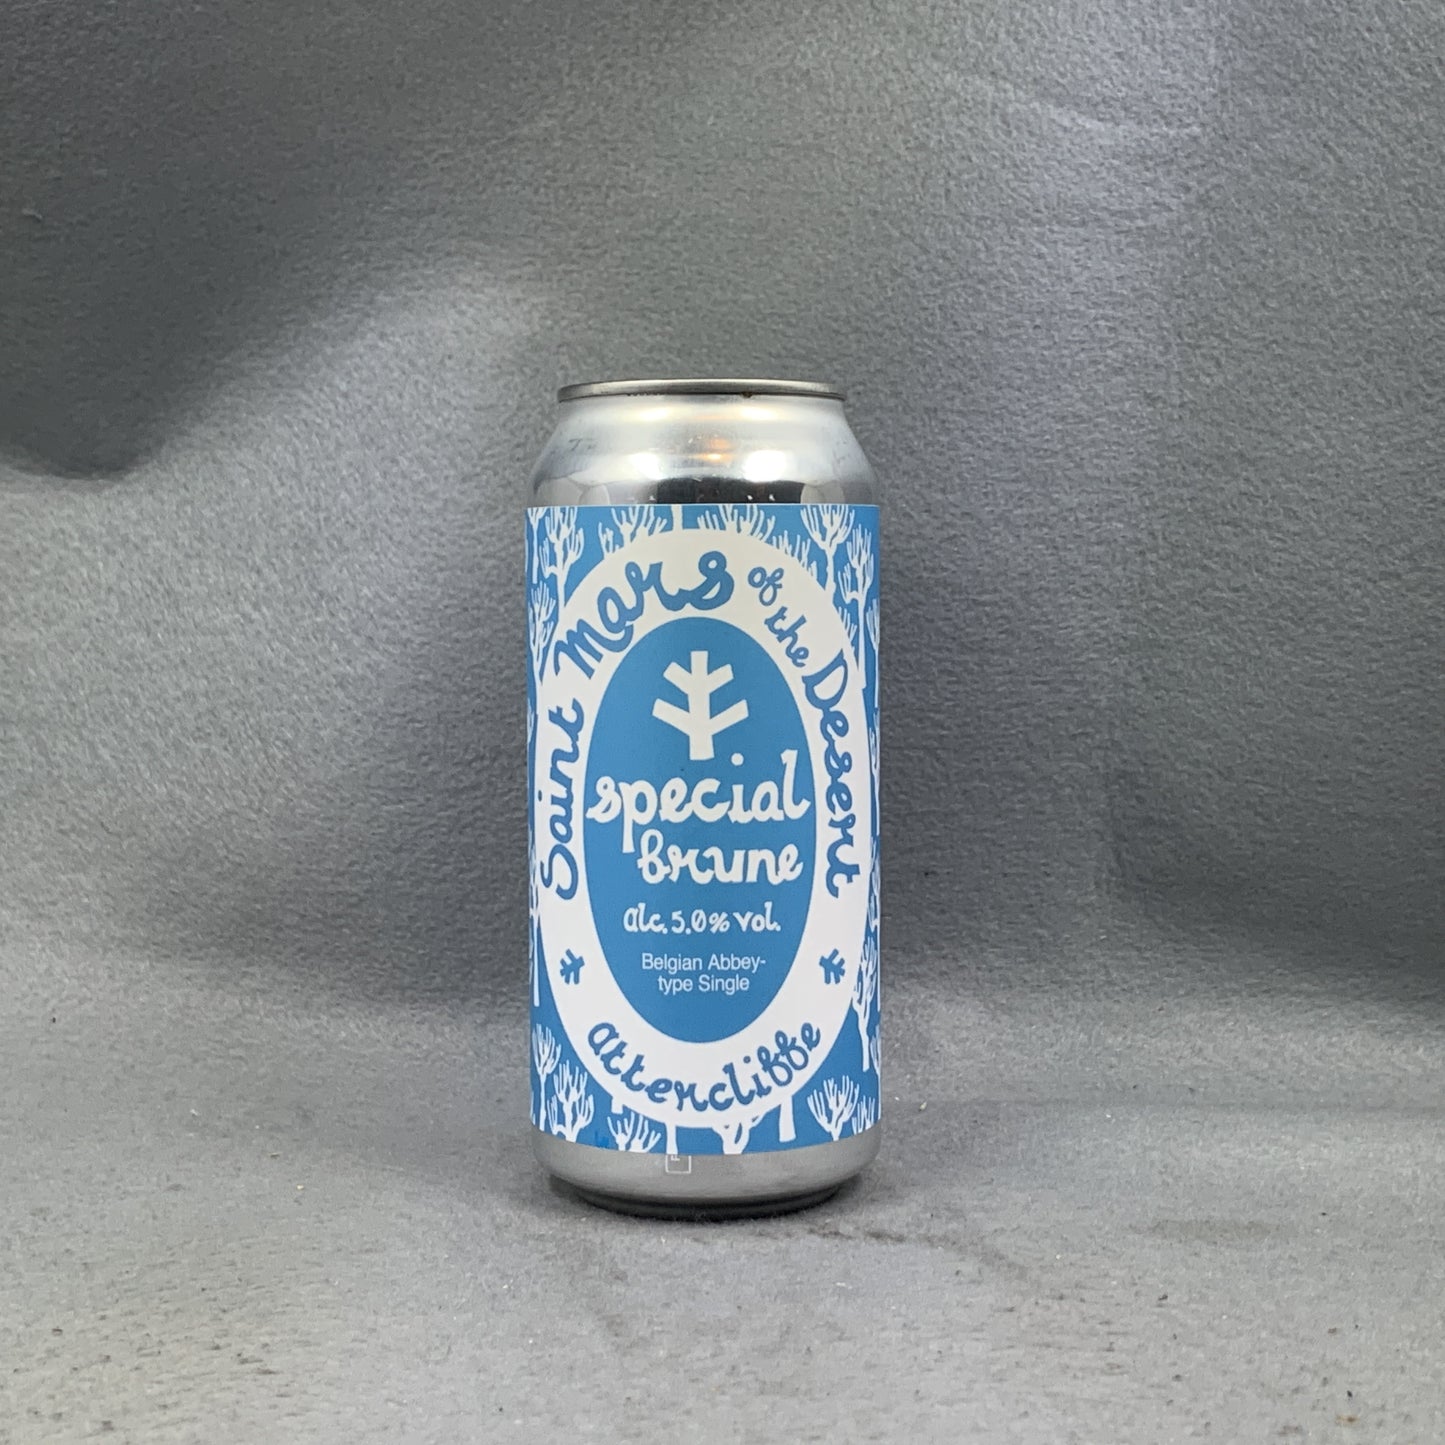 Saint Mars of the Desert
special
brune
Alc. 5.0% vol.
Belgian Abbey-
type Single
Attercliffe